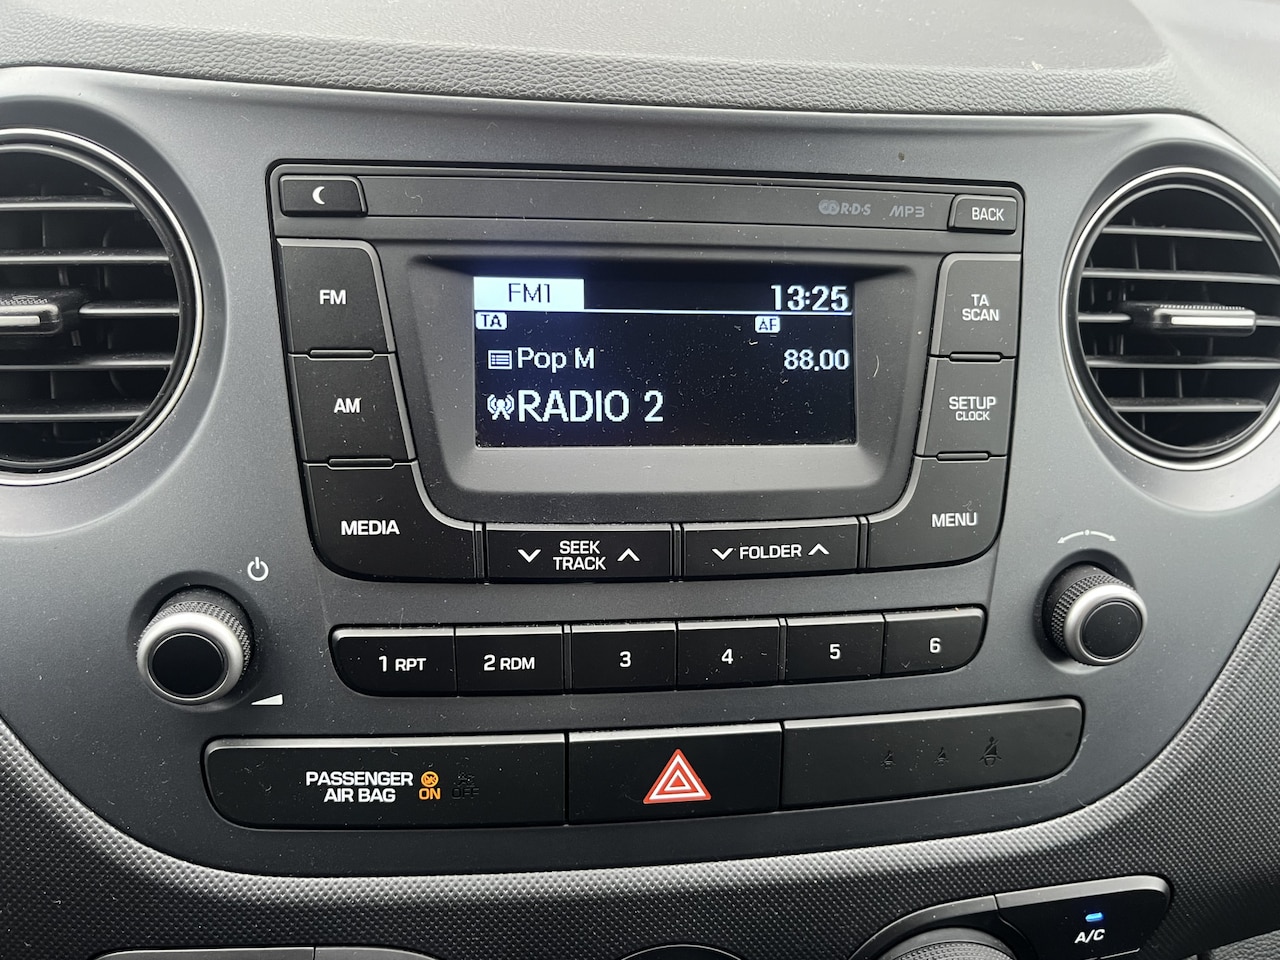 R·D·S MP3
BACK
FM
AM
MEDIA
FM1 13:25
TA AF
Pop M 88.00
RADIO 2
TA
SCAN
SETUP
CLOCK
MENU
SEEK
TRACK
FOLDER
1 RPT 2 RDM 3 4 5 6
PASSENGER
AIR BAG
ON OFF
A/C